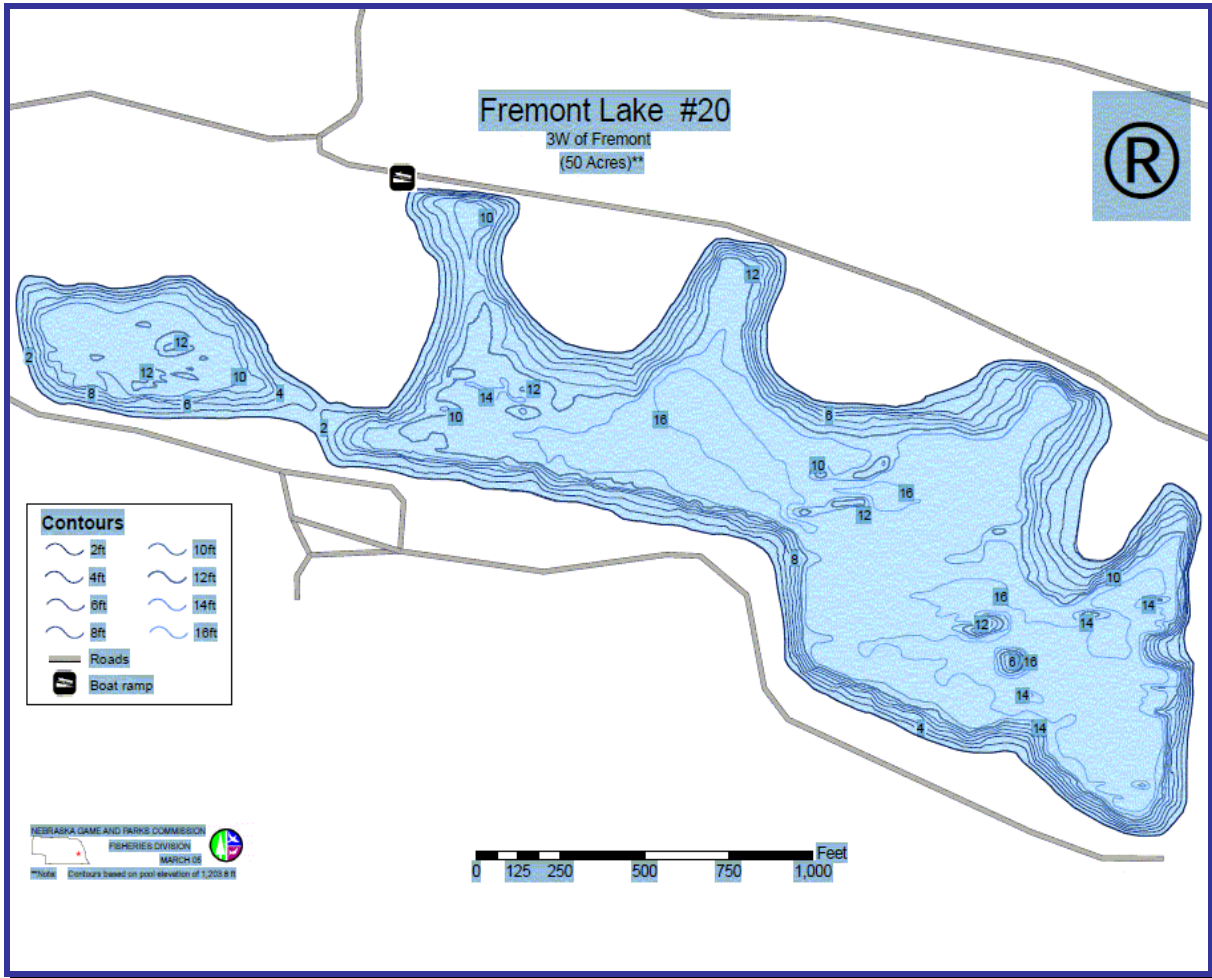 Fremont Lake #20
3W of Fremont
(50 Acres)**
®
10
12
12
12
10
2
8
6
4
2
12
14
10
16
6
10
16
12
8
10
16
14
14
12
6
16
14
14
4
Contours
2ft
10ft
4ft
12ft
6ft
14ft
8ft
16ft
Roads
Boat ramp
NEBRASKA GAME AND PARKS COMMISSION
FISHERIES DIVISION
MARCH 05
**Note: Contours based on pool elevation of 1,203.8 ft
Feet
0 125 250 500 750 1,000